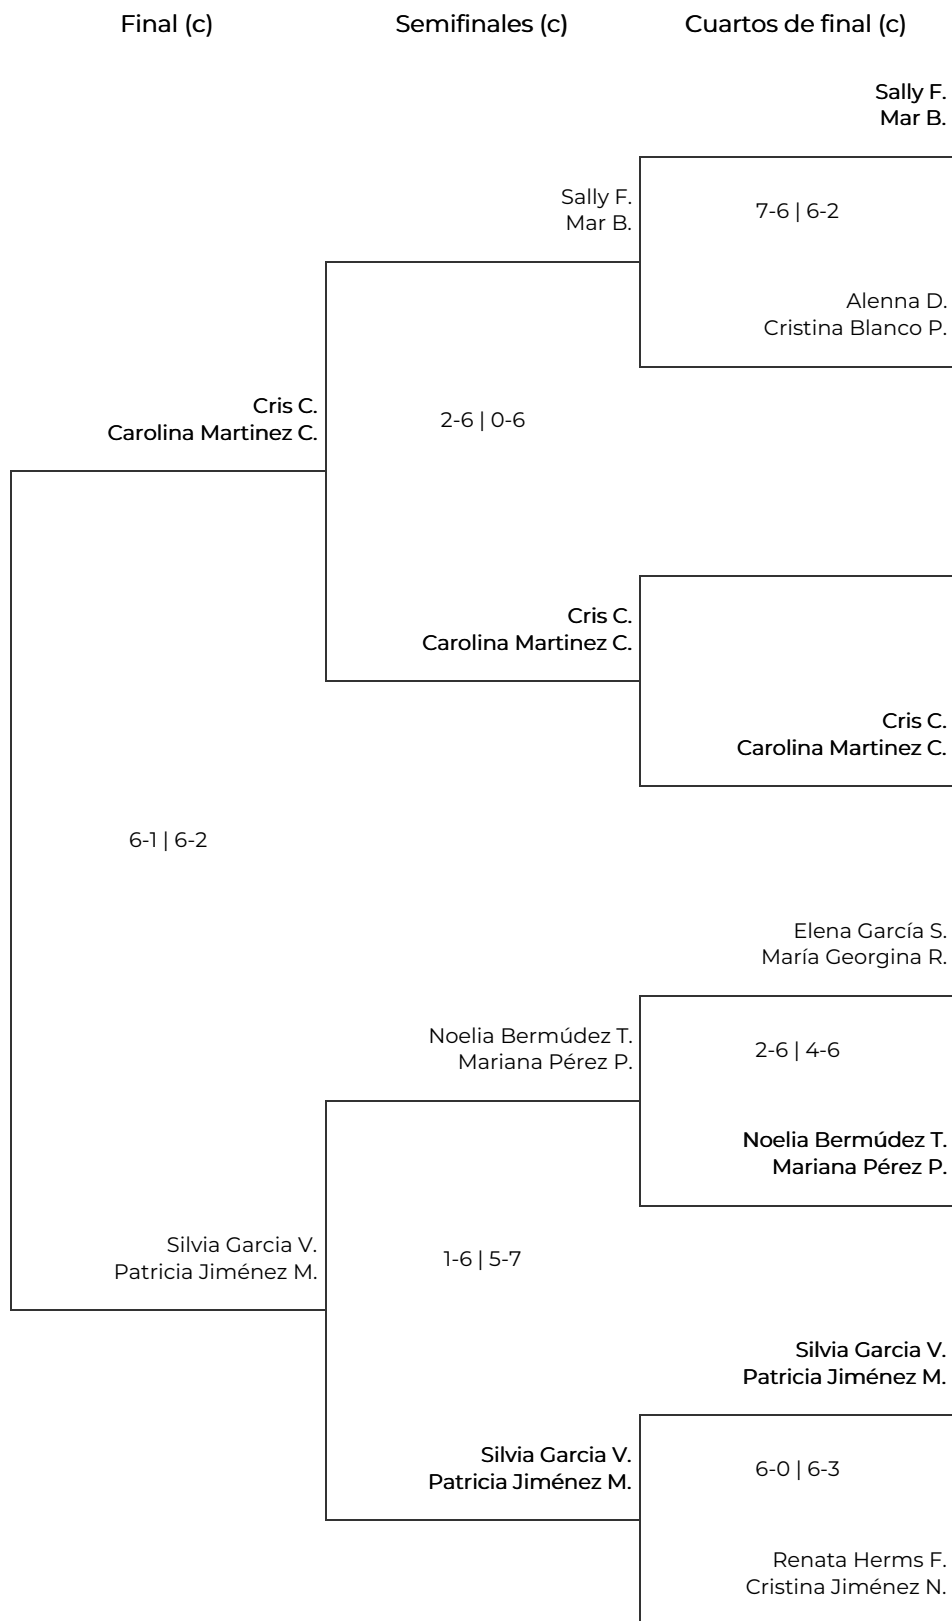 Final (c)
Semifinales (c)
Cuartos de final (c)
Sally F.
Mar B.
Sally F.
Mar B.
7-6 | 6-2
Alenna D.
Cristina Blanco P.
Cris C.
Carolina Martinez C.
2-6 | 0-6
Cris C.
Carolina Martinez C.
Cris C.
Carolina Martinez C.
6-1 | 6-2
Elena García S.
María Georgina R.
Noelia Bermúdez T.
Mariana Pérez P.
2-6 | 4-6
Noelia Bermúdez T.
Mariana Pérez P.
Silvia Garcia V.
Patricia Jiménez M.
1-6 | 5-7
Silvia Garcia V.
Patricia Jiménez M.
Silvia Garcia V.
Patricia Jiménez M.
6-0 | 6-3
Renata Herms F.
Cristina Jiménez N.